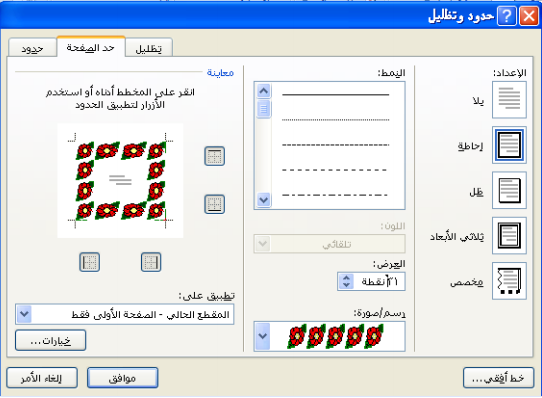 حدود وتظليل
حدود
حد الصفحة
تظليل
الإعداد:
بلا
إحاطة
ظل
ثلاثي الأبعاد
مخصص
النمط:
اللون:
تلقائي
العرض:
٣١ نقطة
رسم/صورة:
معاينة
انقر على المخطط أدناه أو استخدم
الأزرار لتطبيق الحدود
تطبيق على:
المقطع الحالي - الصفحة الأولى فقط
خيارات...
خط أفقي...
موافق
إلغاء الأمر